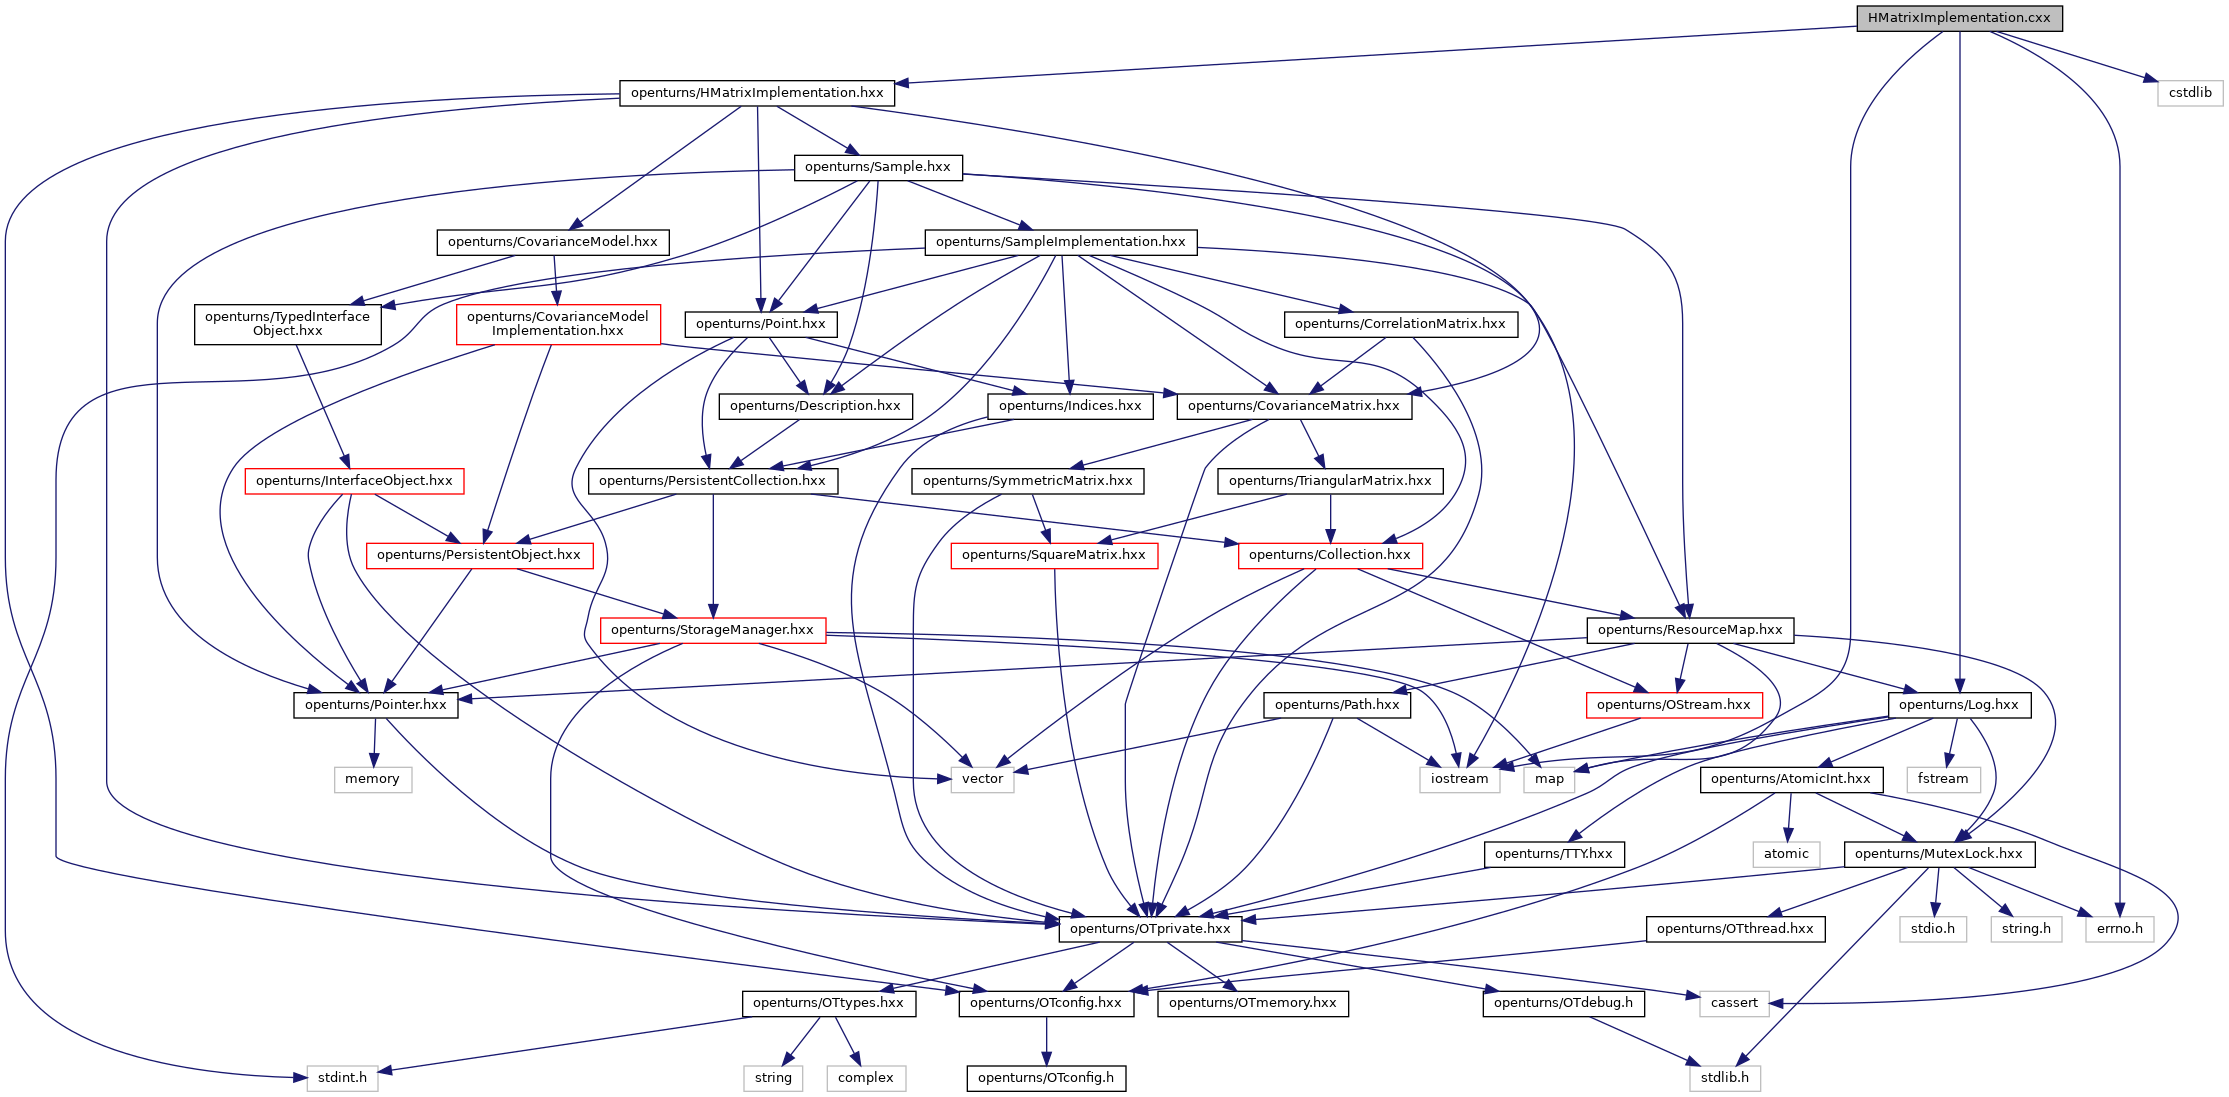 HMatrixImplementation.cxx
openturns/HMatrixImplementation.hxx
cstdlib
openturns/Sample.hxx
openturns/CovarianceModel.hxx
openturns/SampleImplementation.hxx
openturns/TypedInterface
Object.hxx
openturns/CovarianceModel
Implementation.hxx
openturns/Point.hxx
openturns/CorrelationMatrix.hxx
openturns/Description.hxx
openturns/Indices.hxx
openturns/CovarianceMatrix.hxx
openturns/InterfaceObject.hxx
openturns/PersistentCollection.hxx
openturns/SymmetricMatrix.hxx
openturns/TriangularMatrix.hxx
openturns/PersistentObject.hxx
openturns/SquareMatrix.hxx
openturns/Collection.hxx
openturns/StorageManager.hxx
openturns/ResourceMap.hxx
openturns/Pointer.hxx
openturns/Path.hxx
openturns/OStream.hxx
openturns/Log.hxx
memory
vector
iostream
map
openturns/AtomicInt.hxx
fstream
openturns/TTY.hxx
atomic
openturns/MutexLock.hxx
openturns/OTprivate.hxx
openturns/OTthread.hxx
stdio.h
string.h
errno.h
openturns/OTtypes.hxx
openturns/OTconfig.hxx
openturns/OTmemory.hxx
openturns/OTdebug.h
cassert
stdint.h
string
complex
openturns/OTconfig.h
stdlib.h